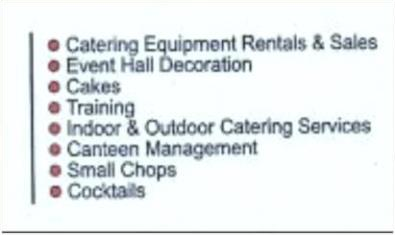 Catering Equipment Rentals & Sales
Event Hall Decoration
Cakes
Training
Indoor & Outdoor Catering Services
Canteen Management
Small Chops
Cocktails